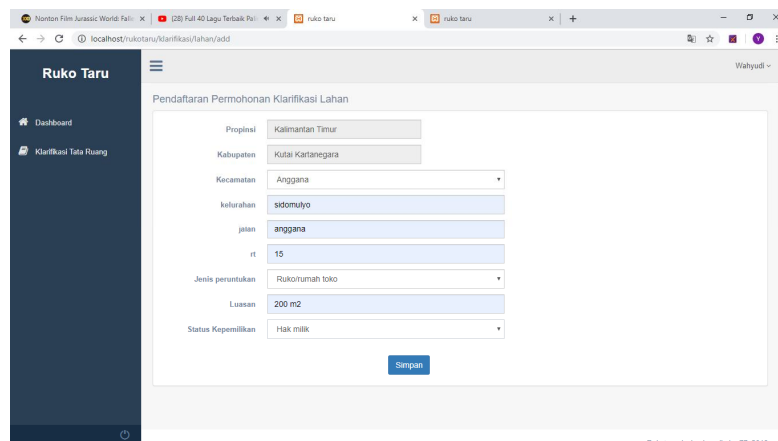 Nonton Film Jurassic World: Falle
(28) Full 40 Lagu Terbaik Pali
ruko taru
ruko taru
localhost/rukotaru/klarifikasi/lahan/add
Y
Ruko Taru
Wahyudi
Dashboard
Klarifikasi Tata Ruang
Pendaftaran Permohonan Klarifikasi Lahan
Propinsi Kalimantan Timur
Kabupaten Kutai Kartanegara
Kecamatan Anggana
kelurahan sidomulyo
jalan anggana
rt 15
Jenis peruntukan Ruko/rumah toko
Luasan 200 m2
Status Kepemilikan Hak milik
Simpan